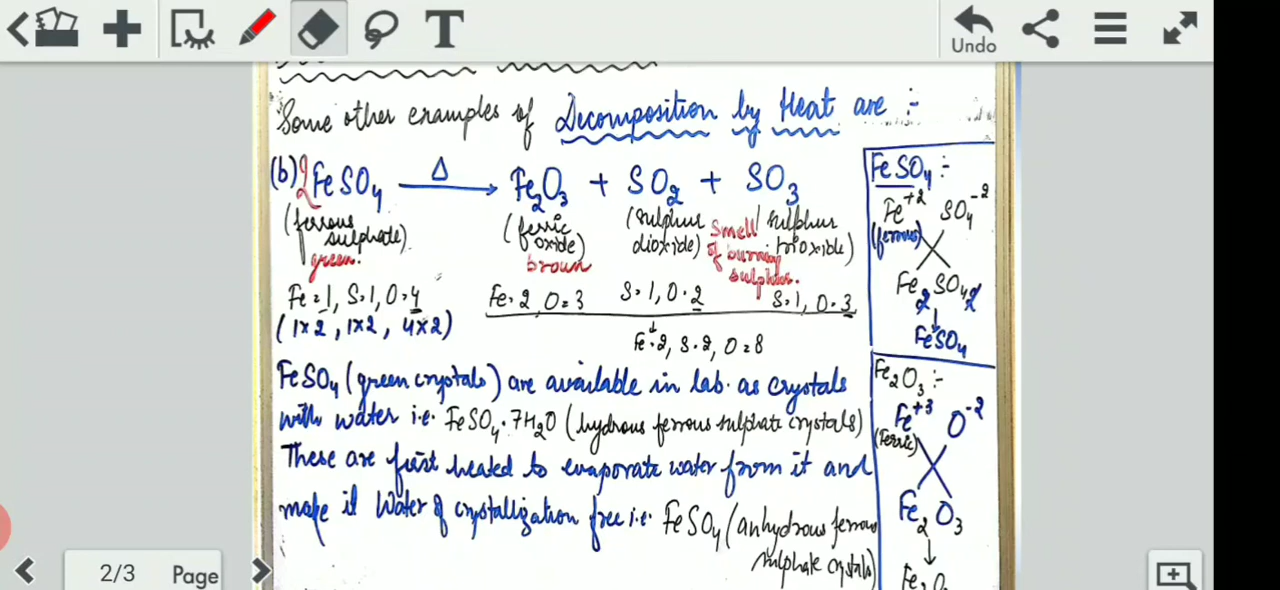 Undo
Some other examples of Decomposition by Heat are :-
(b) 2FeSO4 —Δ→ Fe2O3 + SO2 + SO3
(ferrous sulphate) green.
(ferric oxide) brown
(sulphur dioxide)
Smell of burning sulphur.
(sulphur trioxide)
Fe=1, S=1, O=4
(1×2, 1×2, 4×2)
Fe=2, O=3
S=1, O=2
S=1, O=3
Fe=2, S=2, O=8
FeSO4 (green crystals) are available in lab. as crystals
with water i.e. FeSO4·7H2O (hydrous ferrous sulphate crystals)
These are first heated to evaporate water from it and
make it Water of crystallization free i.e. FeSO4 (anhydrous ferrous
sulphate crystals)
FeSO4 :-
Fe+2 SO4-2
(ferrous)
Fe2 SO4 2
↓
FeSO4
Fe2O3 :-
Fe+3 O-2
(Ferric)
Fe2 O3
↓
2/3 Page